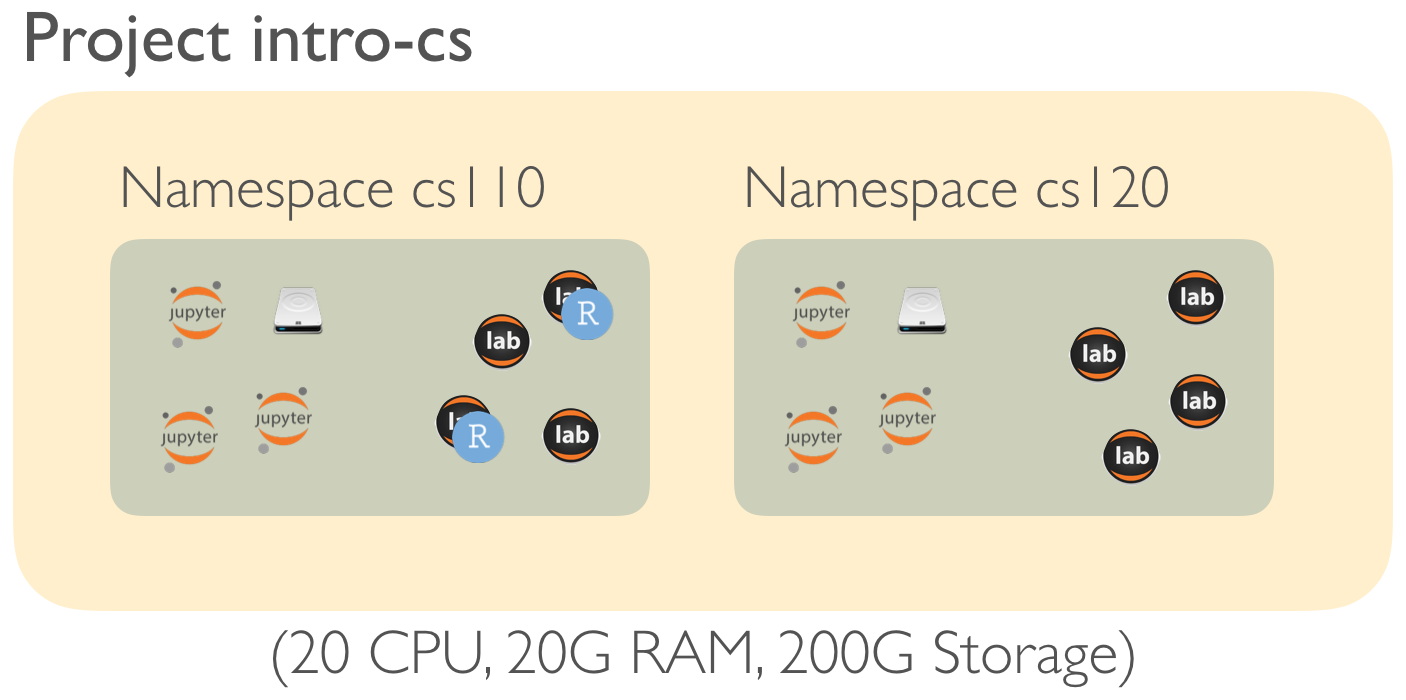 Project intro-cs
Namespace cs110
Namespace cs120
jupyter
jupyter
jupyter
lab
R
lab
lab
R
lab
jupyter
jupyter
jupyter
lab
lab
lab
lab
(20 CPU, 20G RAM, 200G Storage)